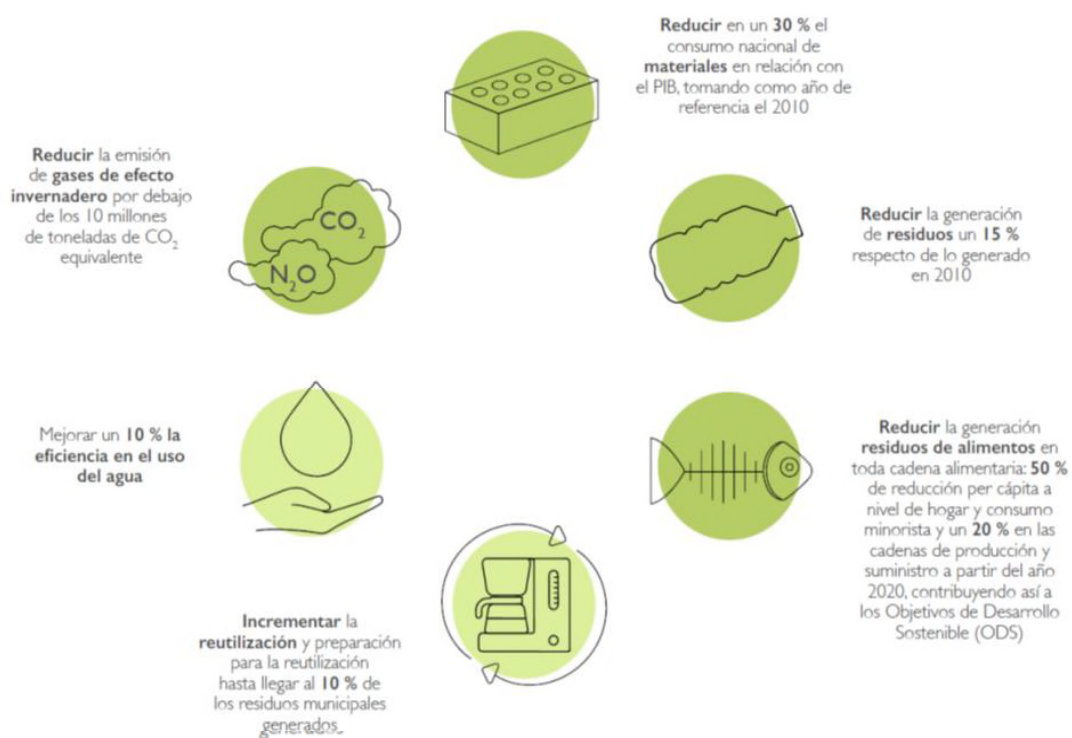 Reducir en un 30 % el
consumo nacional de
materiales en relación con
el PIB, tomando como año de
referencia el 2010
Reducir la emisión
de gases de efecto
invernadero por debajo
de los 10 millones
de toneladas de CO₂
equivalente
CO₂
N₂O
Reducir la generación
de residuos un 15 %
respecto de lo generado
en 2010
Mejorar un 10 % la
eficiencia en el uso
del agua
Reducir la generación
residuos de alimentos en
toda cadena alimentaria: 50 %
de reducción per cápita a
nivel de hogar y consumo
minorista y un 20 % en las
cadenas de producción y
suministro a partir del año
2020, contribuyendo así a
los Objetivos de Desarrollo
Sostenible (ODS)
Incrementar la
reutilización y preparación
para la reutilización
hasta llegar al 10 % de
los residuos municipales
generados.